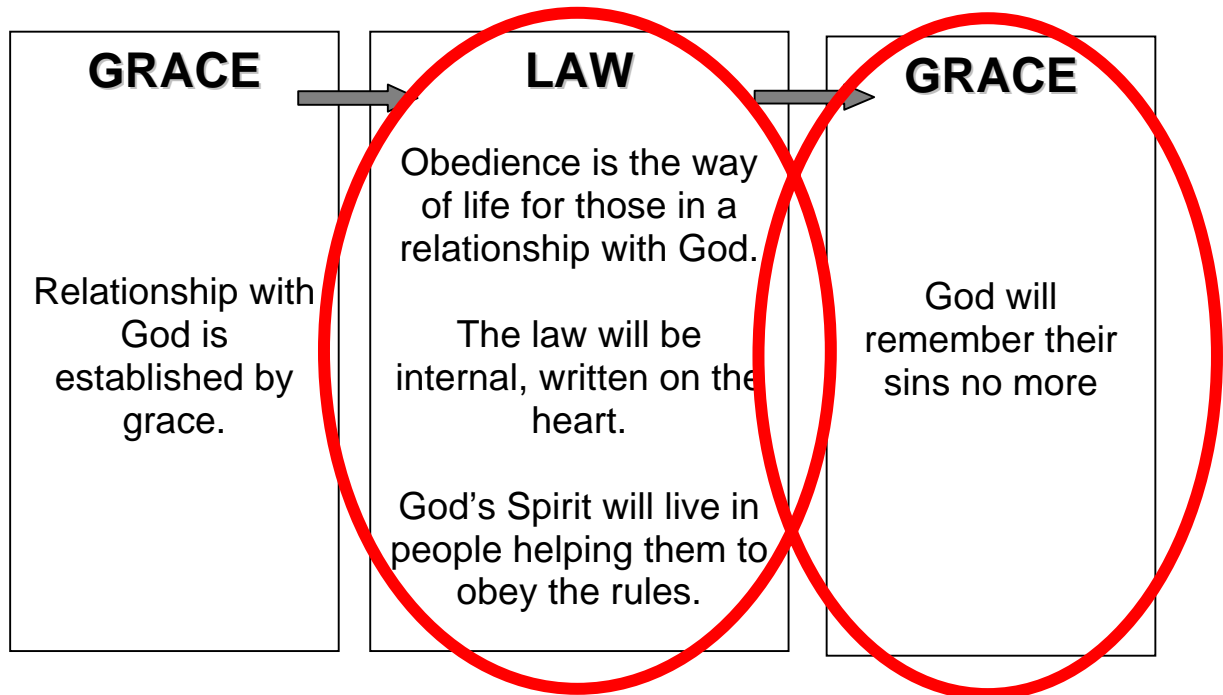 GRACE
Relationship with
God is
established by
grace.
LAW
Obedience is the way
of life for those in a
relationship with God.
The law will be
internal, written on the
heart.
God’s Spirit will live in
people helping them to
obey the rules.
GRACE
God will
remember their
sins no more